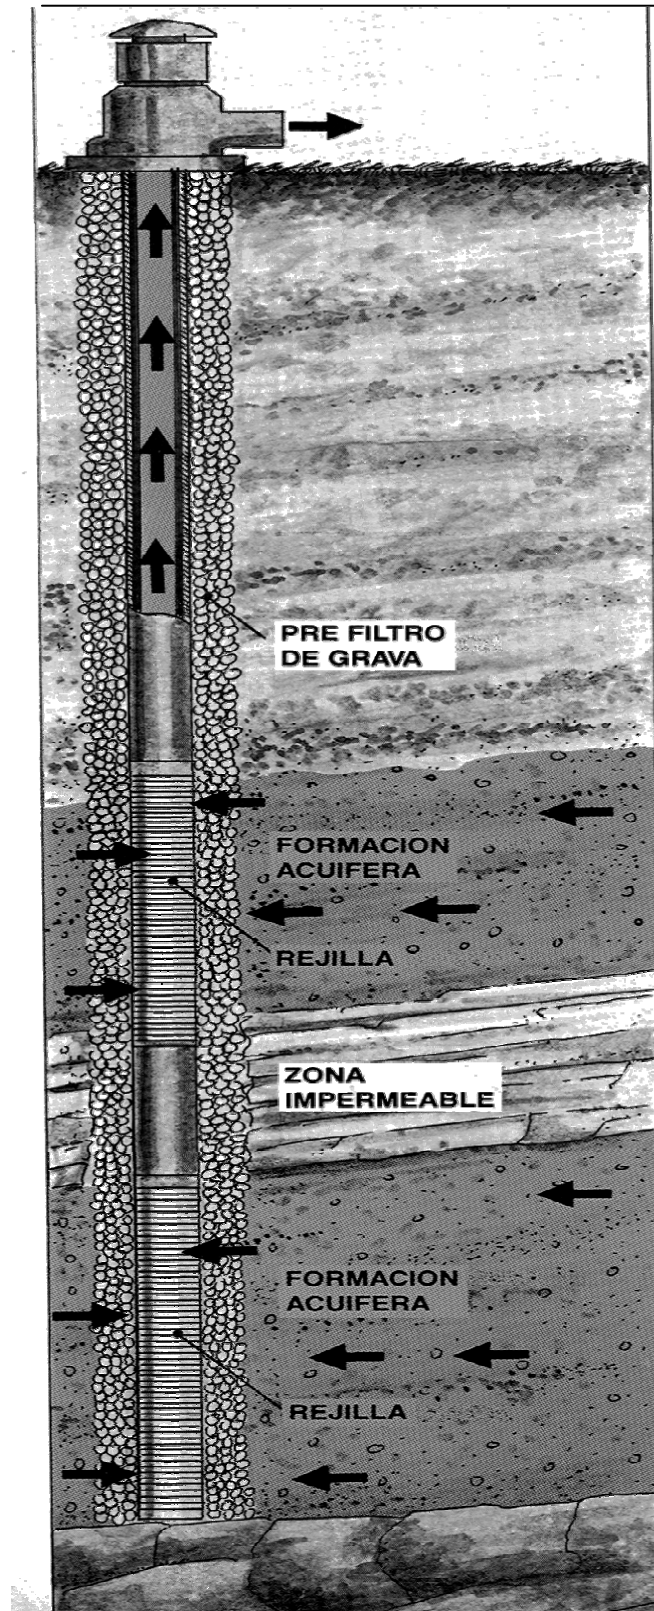 PRE FILTRO
DE GRAVA
FORMACION
ACUIFERA
REJILLA
ZONA
IMPERMEABLE
FORMACION
ACUIFERA
REJILLA